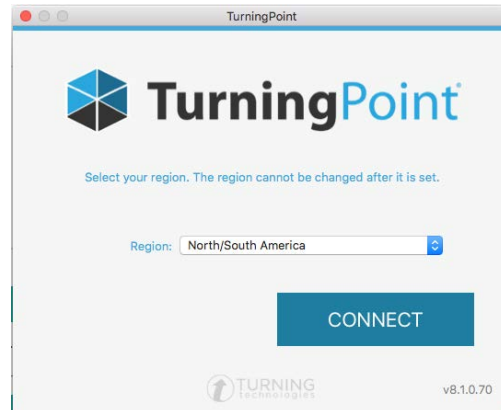 TurningPoint
TurningPoint
Select your region. The region cannot be changed after it is set.
Region: North/South America
CONNECT
TURNING
technologies
v8.1.0.70